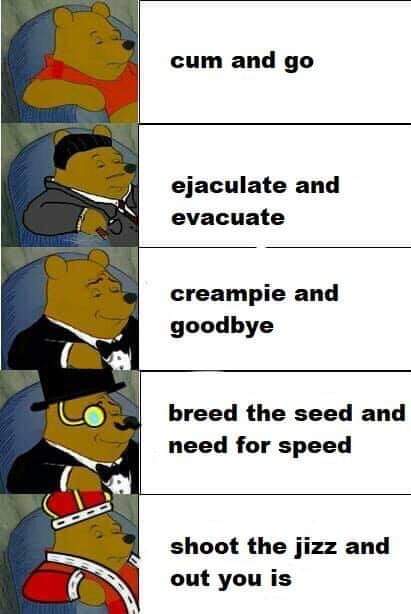 cum and go
ejaculate and
evacuate
creampie and
goodbye
breed the seed and
need for speed
shoot the jizz and
out you is